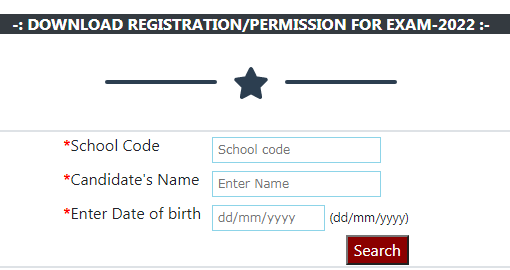 -: DOWNLOAD REGISTRATION/PERMISSION FOR EXAM-2022 :-
*School Code School code
*Candidate's Name Enter Name
*Enter Date of birth dd/mm/yyyy (dd/mm/yyyy)
Search